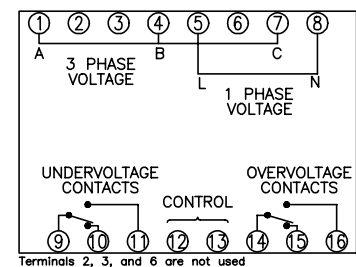 1 2 3 4 5 6 7 8
A B C
3 PHASE
VOLTAGE
L N
1 PHASE
VOLTAGE
UNDERVOLTAGE
CONTACTS
CONTROL
OVERVOLTAGE
CONTACTS
9 10 11 12 13 14 15 16
Terminals 2, 3, and 6 are not used